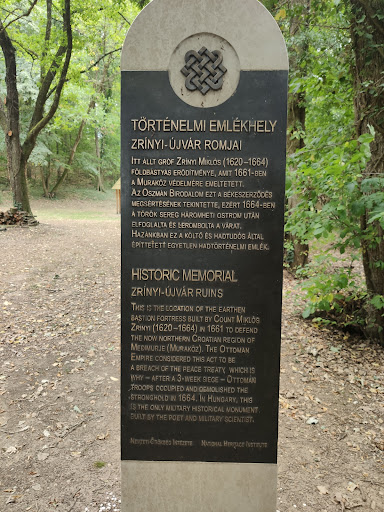 TÖRTÉNELMI EMLÉKHELY
ZRÍNYI-ÚJVÁR ROMJAI
ITT ÁLLT GRÓF ZRÍNYI MIKLÓS (1620–1664)
FÖLDBÁSTYÁS ERŐDÍTMÉNYE, AMIT 1661-BEN
A MURAKÖZ VÉDELMÉRE EMELTETETT.
AZ OSZMÁN BIRODALOM EZT A BÉKESZERZŐDÉS
MEGSÉRTÉSÉNEK TEKINTETTE, EZÉRT 1664-BEN
A TÖRÖK SEREG HÁROMHETI OSTROM UTÁN
ELFOGLALTA ÉS LEROMBOLTA A VÁRAT.
HAZÁNKBAN EZ A KÖLTŐ ÉS HADTUDÓS ÁLTAL
ÉPÍTTETETT EGYETLEN HADTÖRTÉNELMI EMLÉK.
HISTORIC MEMORIAL
ZRÍNYI-ÚJVÁR RUINS
THIS IS THE LOCATION OF THE EARTHEN
BASTION FORTRESS BUILT BY COUNT MIKLÓS
ZRÍNYI (1620–1664) IN 1661 TO DEFEND
THE NOW NORTHERN CROATIAN REGION OF
MEDIMURJE (MURAKÖZ). THE OTTOMAN
EMPIRE CONSIDERED THIS ACT TO BE
A BREACH OF THE PEACE TREATY, WHICH IS
WHY – AFTER A 3-WEEK SIEGE – OTTOMAN
TROOPS OCCUPIED AND DEMOLISHED THE
STRONGHOLD IN 1664. IN HUNGARY, THIS
IS THE ONLY MILITARY HISTORICAL MONUMENT
BUILT BY THE POET AND MILITARY SCIENTIST.
NEMZETI ÖRÖKSÉG INTÉZETE NATIONAL HERITAGE INSTITUTE